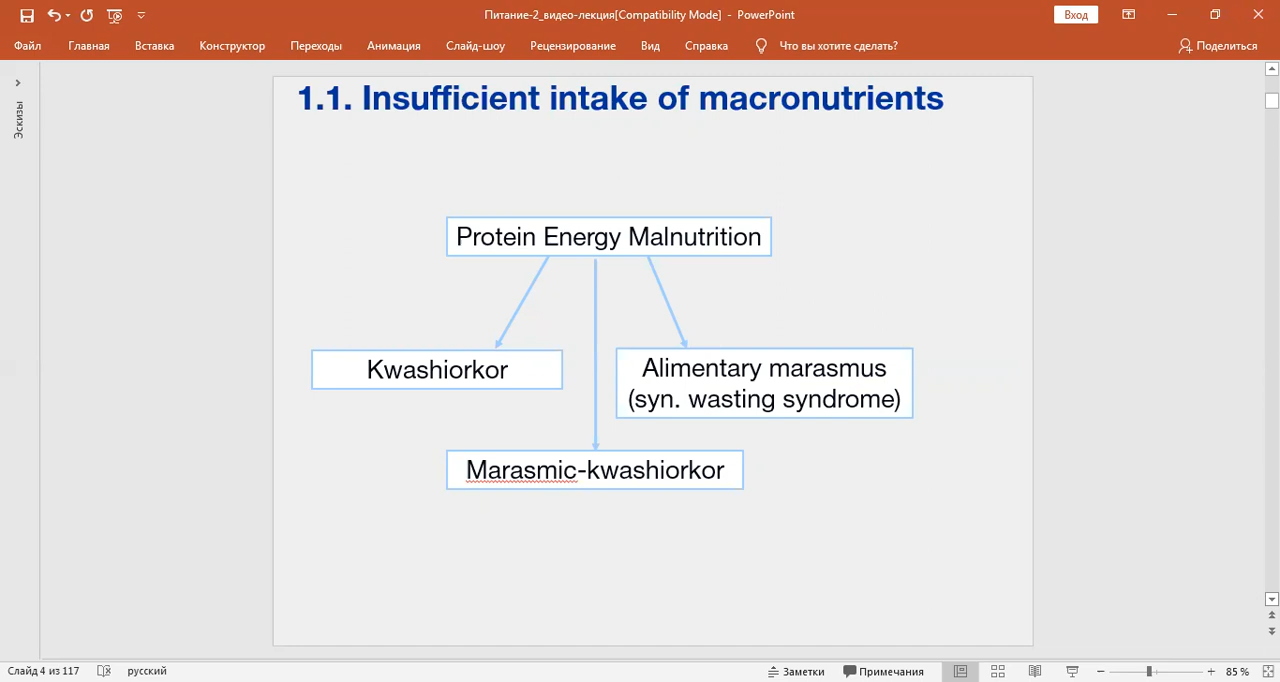 Питание-2_видео-лекция[Compatibility Mode] - PowerPoint
Вход
Файл Главная Вставка Конструктор Переходы Анимация Слайд-шоу Рецензирование Вид Справка Что вы хотите сделать? Поделиться
Эскизы
1.1. Insufficient intake of macronutrients
Protein Energy Malnutrition
Kwashiorkor
Alimentary marasmus
(syn. wasting syndrome)
Marasmic-kwashiorkor
Слайд 4 из 117 русский Заметки Примечания 85 %